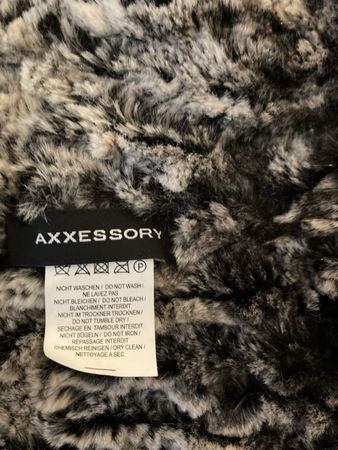 AXXESSORY
P
NICHT WASCHEN / DO NOT WASH /
NE LAVEZ PAS
NICHT BLEICHEN / DO NOT BLEACH /
BLANCHIMENT INTERDIT
NICHT IM TROCKNER TROCKNEN /
DO NOT TUMBLE DRY /
SECHAGE EN TAMBOUR INTERDIT
NICHT BÜGELN / DO NOT IRON /
REPASSAGE INTERDIT
CHEMISCH REINIGEN / DRY CLEAN /
NETTOYAGE A SEC